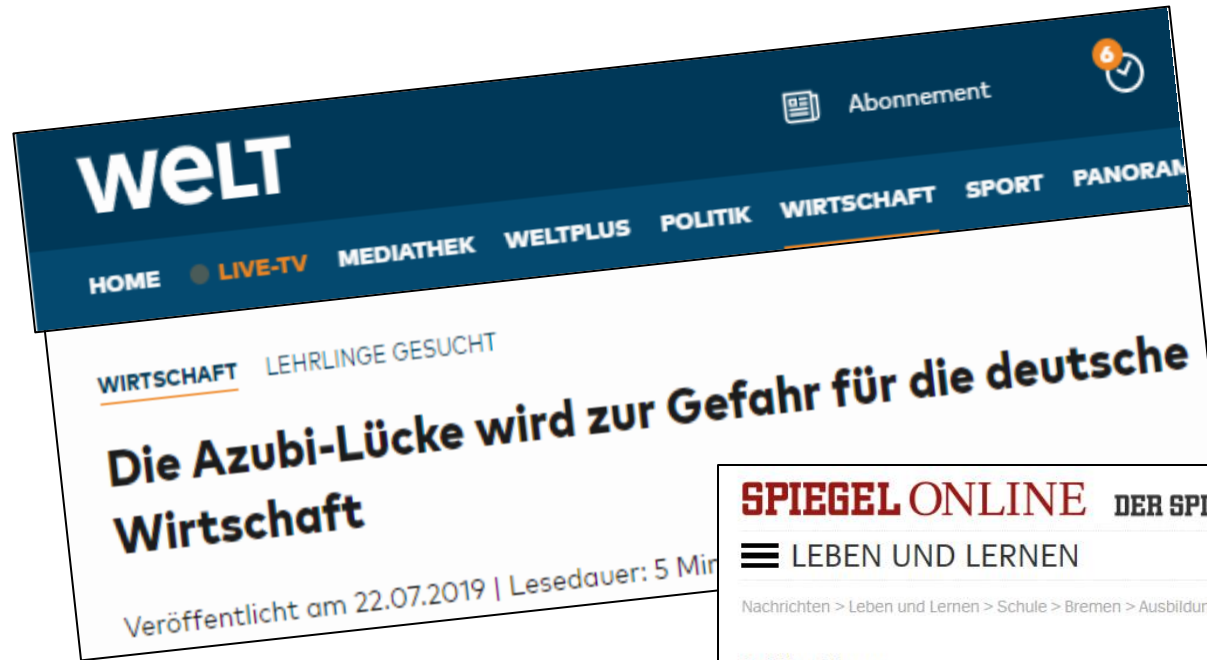 WELT
6
Abonnement
HOME LIVE-TV MEDIATHEK WELTPLUS POLITIK WIRTSCHAFT SPORT
WIRTSCHAFT LEHRLINGE GESUCHT
Die Azubi-Lücke wird zur Gefahr für die deutsche
Wirtschaft
Veröffentlicht am 22.07.2019 | Lesedauer: 5
SPIEGEL ONLINE DER
LEBEN UND LERNEN
Nachrichten > Leben und Lernen > Schule > Bremen >